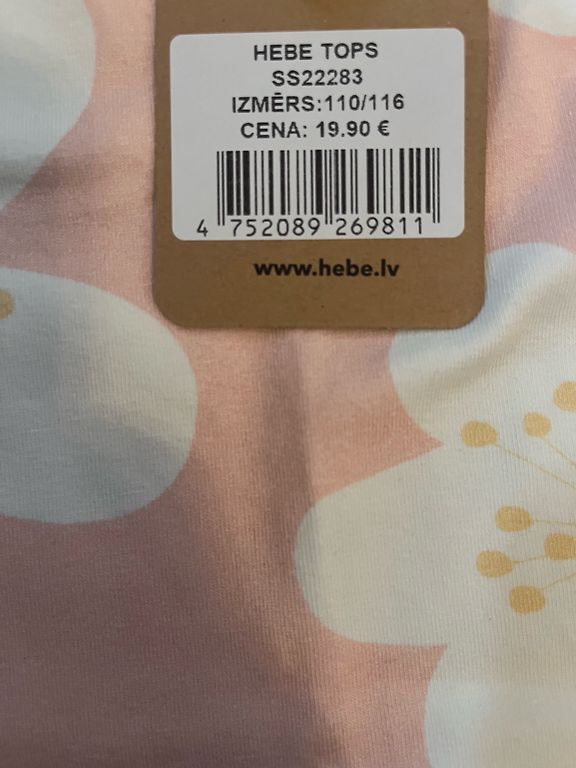 HEBE TOPS
SS22283
IZMĒRS:110/116
CENA: 19.90 €
4 752089 269811
www.hebe.lv